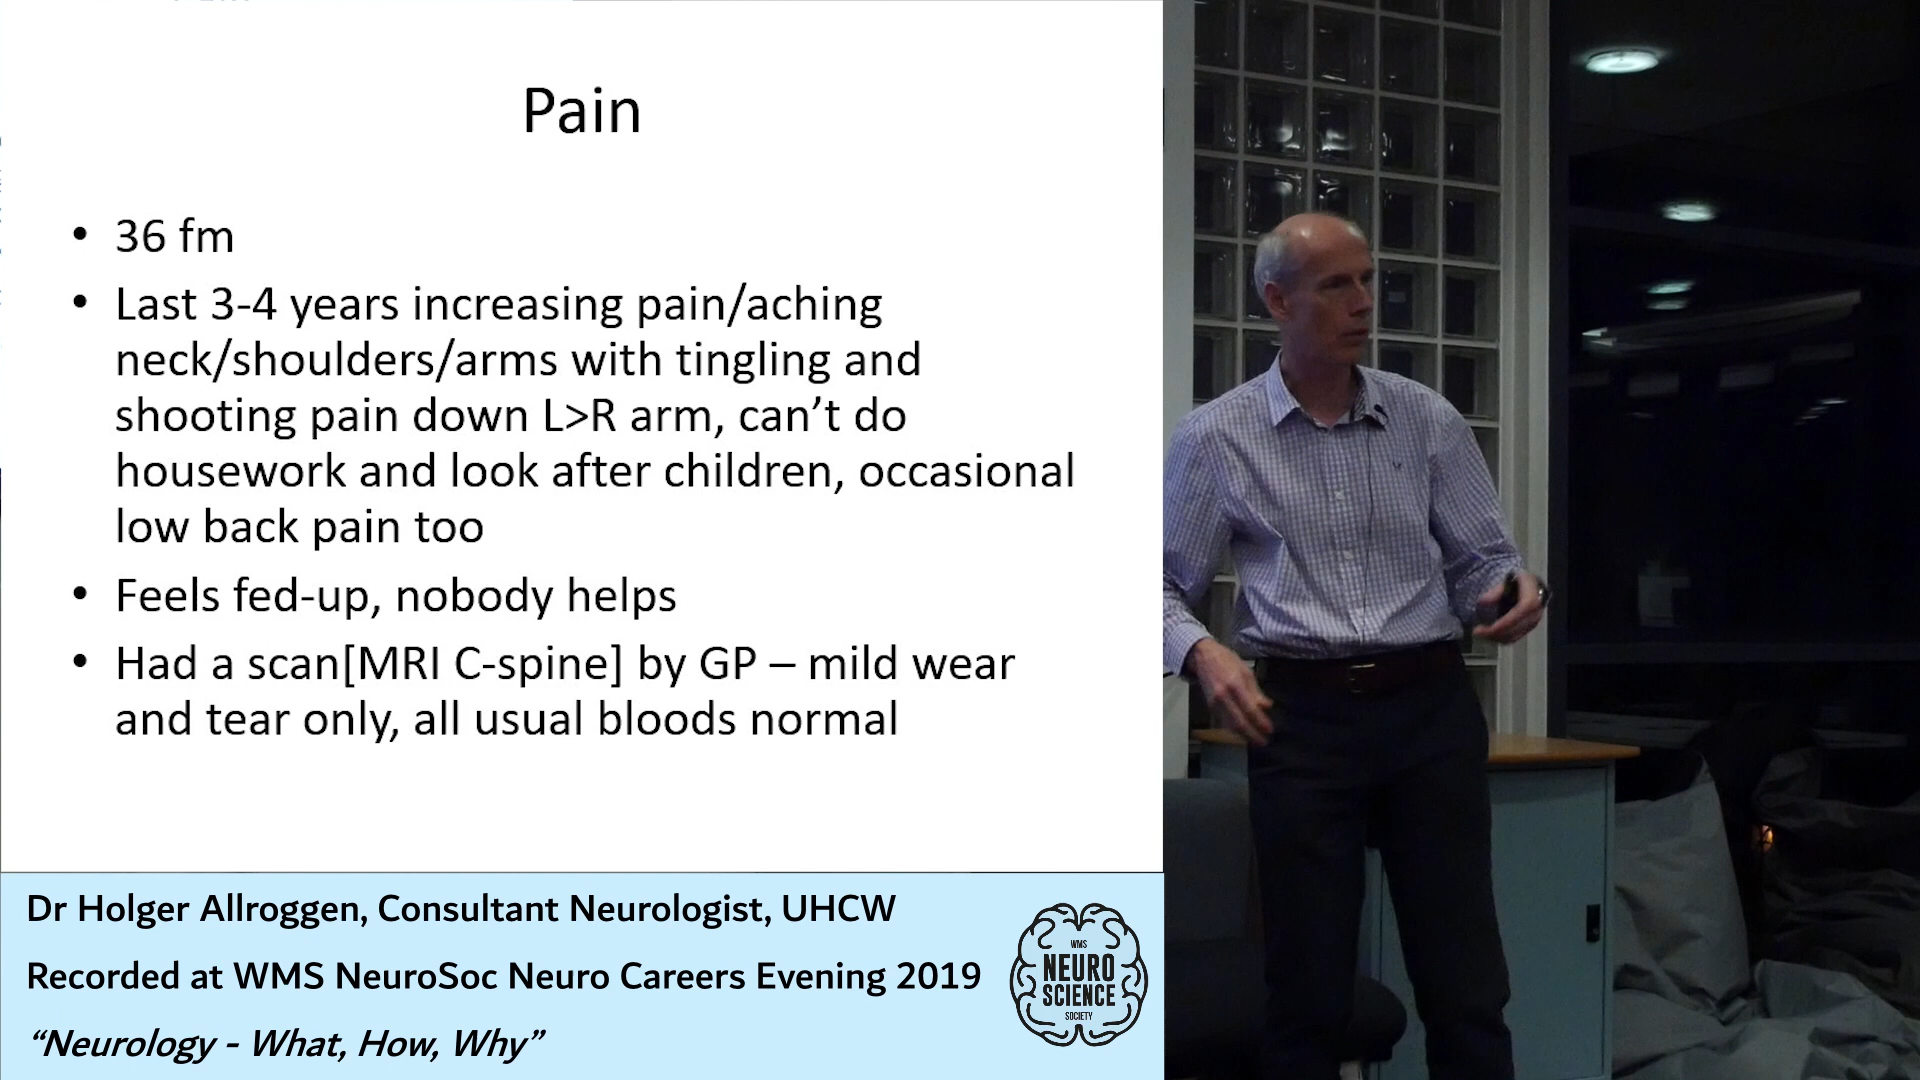 Pain
• 36 fm
• Last 3-4 years increasing pain/aching
neck/shoulders/arms with tingling and
shooting pain down L>R arm, can’t do
housework and look after children, occasional
low back pain too
• Feels fed-up, nobody helps
• Had a scan[MRI C-spine] by GP – mild wear
and tear only, all usual bloods normal
Dr Holger Allroggen, Consultant Neurologist, UHCW
Recorded at WMS NeuroSoc Neuro Careers Evening 2019
“Neurology - What, How, Why”
WMS
NEURO
SCIENCE
SOCIETY